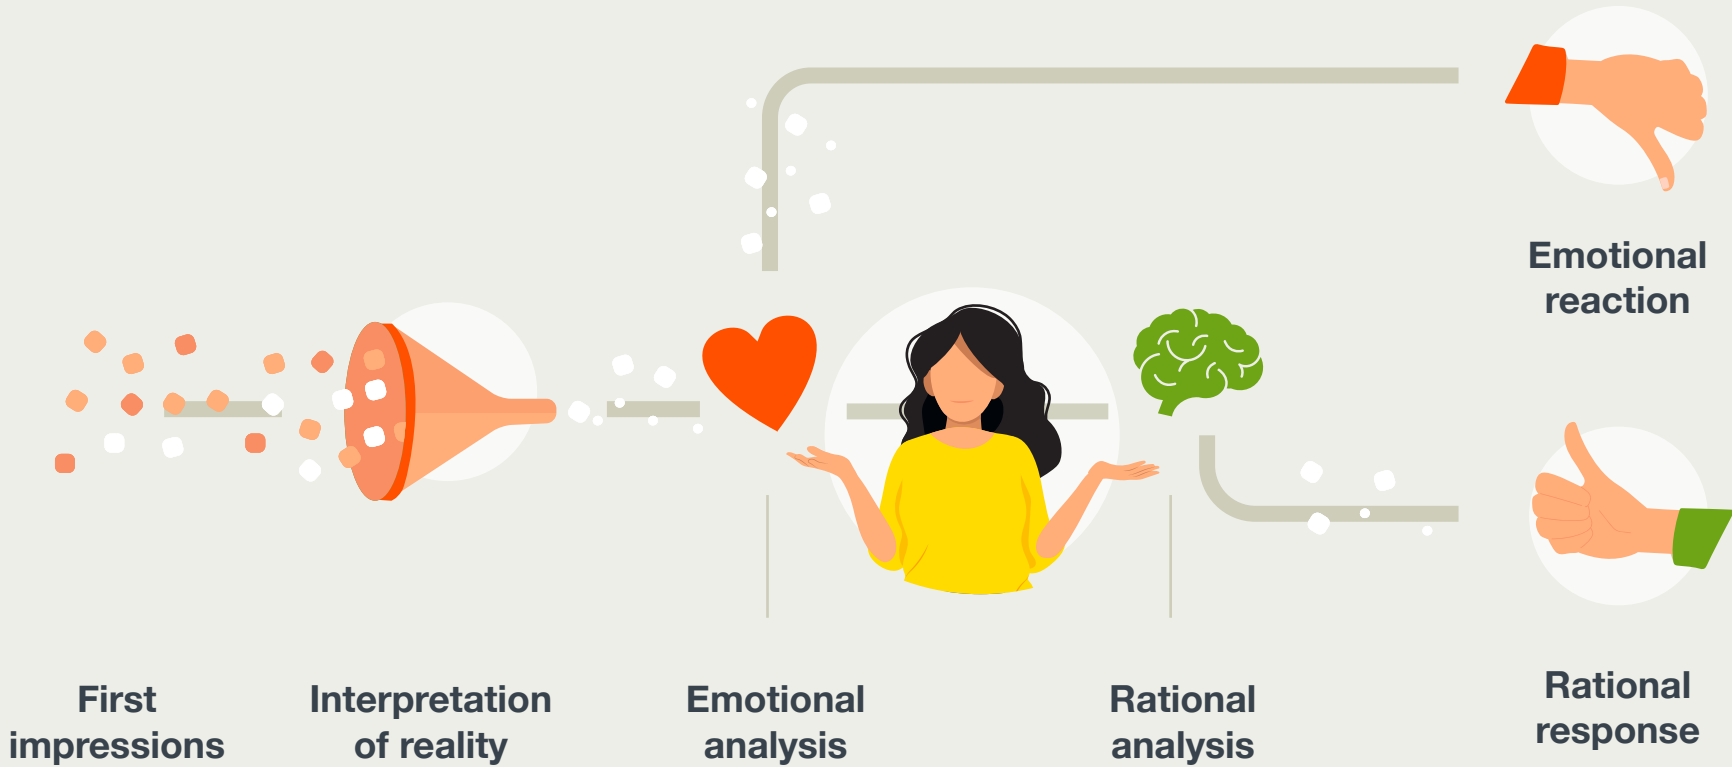 Emotional
reaction
First
impressions
Interpretation
of reality
Emotional
analysis
Rational
analysis
Rational
response